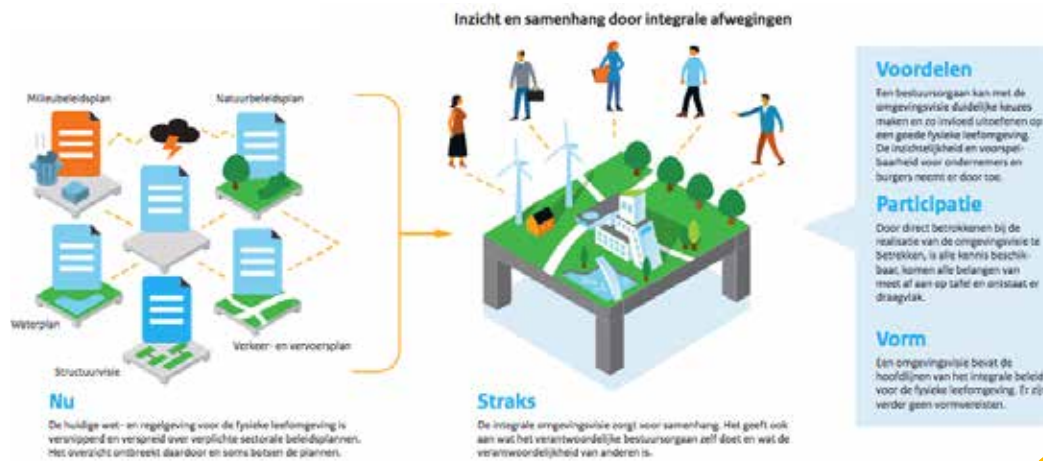 Inzicht en samenhang door integrale afwegingen
Milieubeleidsplan
Natuurbeleidsplan
Waterplan
Verkeer- en vervoersplan
Structuurvisie
Nu
De huidige wet- en regelgeving voor de fysieke leefomgeving is
versnipperd en verspreid over verplichte sectorale beleidsplannen.
Het overzicht ontbreekt daardoor en soms botsen de plannen.
Straks
De integrale omgevingsvisie zorgt voor samenhang. Het geeft ook
aan wat het verantwoordelijke bestuursorgaan zelf doet en wat de
verantwoordelijkheid van anderen is.
Voordelen
Een bestuursorgaan kan met de
omgevingsvisie duidelijke keuzes
maken en zo invloed uitoefenen op
een goede fysieke leefomgeving.
De inzichtelijkheid en voorspel-
baarheid voor ondernemers en
burgers neemt er door toe.
Participatie
Door direct betrokkenen bij de
realisatie van de omgevingsvisie te
betrekken, is alle kennis beschik-
baar, komen alle belangen van
meet af aan op tafel en ontstaat er
draagvlak.
Vorm
Een omgevingsvisie bevat de
hoofdlijnen van het integrale beleid
voor de fysieke leefomgeving. Er zij
verder geen vormvereisten.